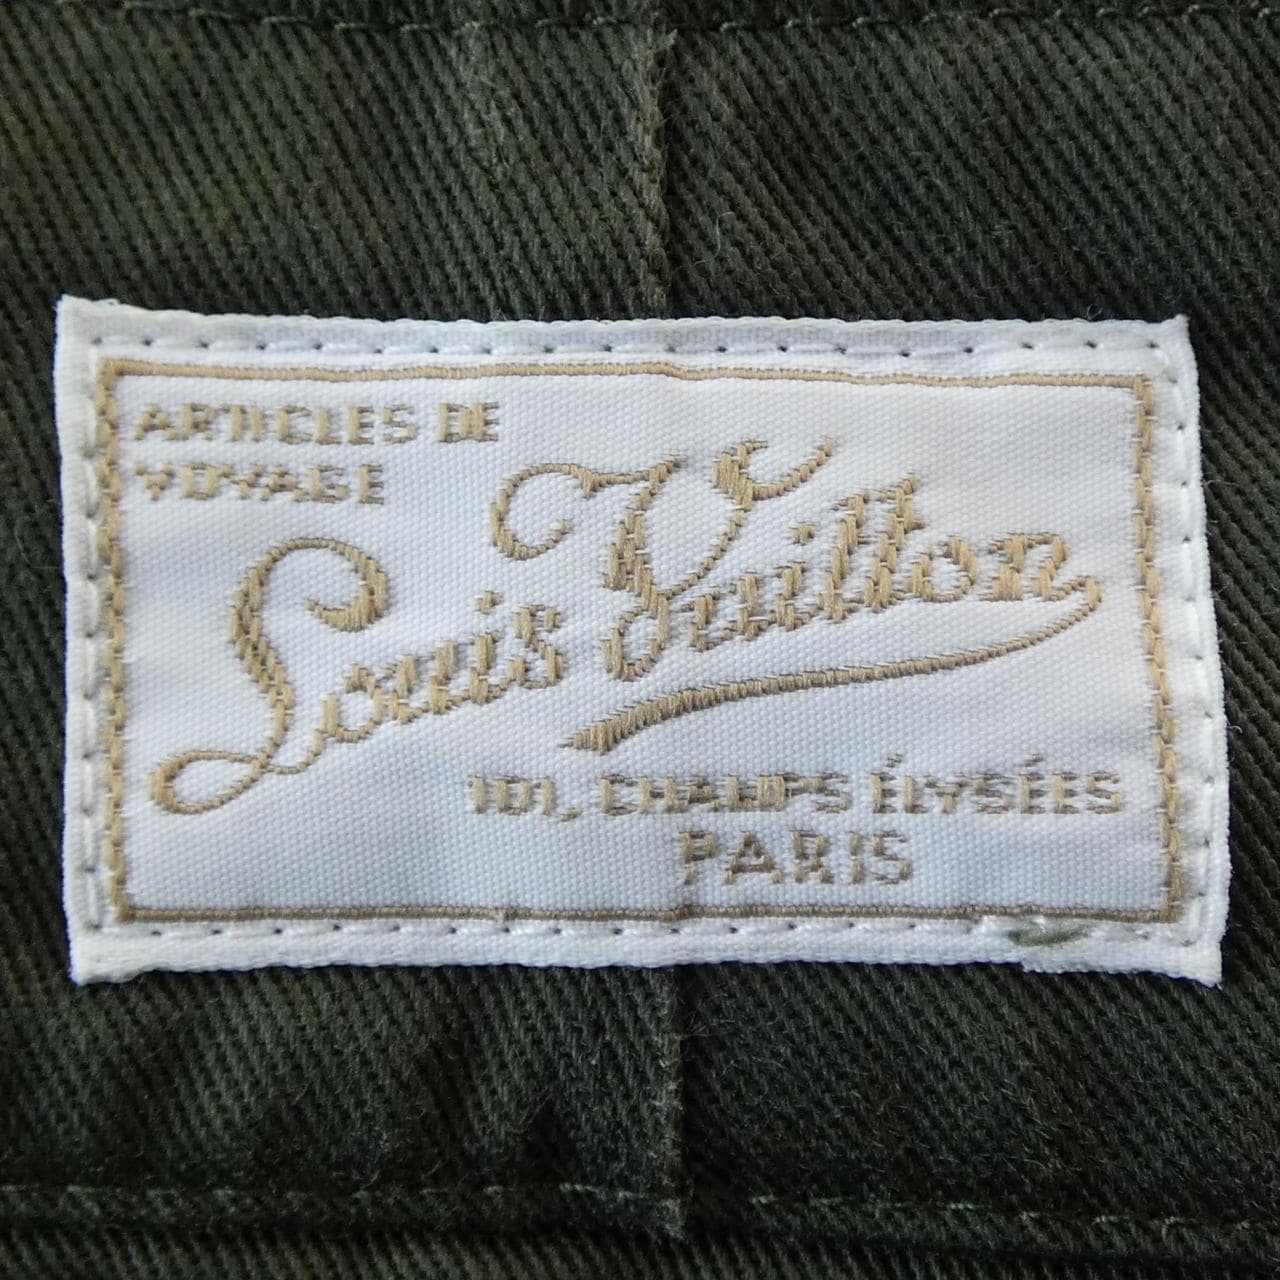 ARTICLES DE
VOYAGE
Louis Vuitton
101, CHAMPS ÉLYSÉES
PARIS